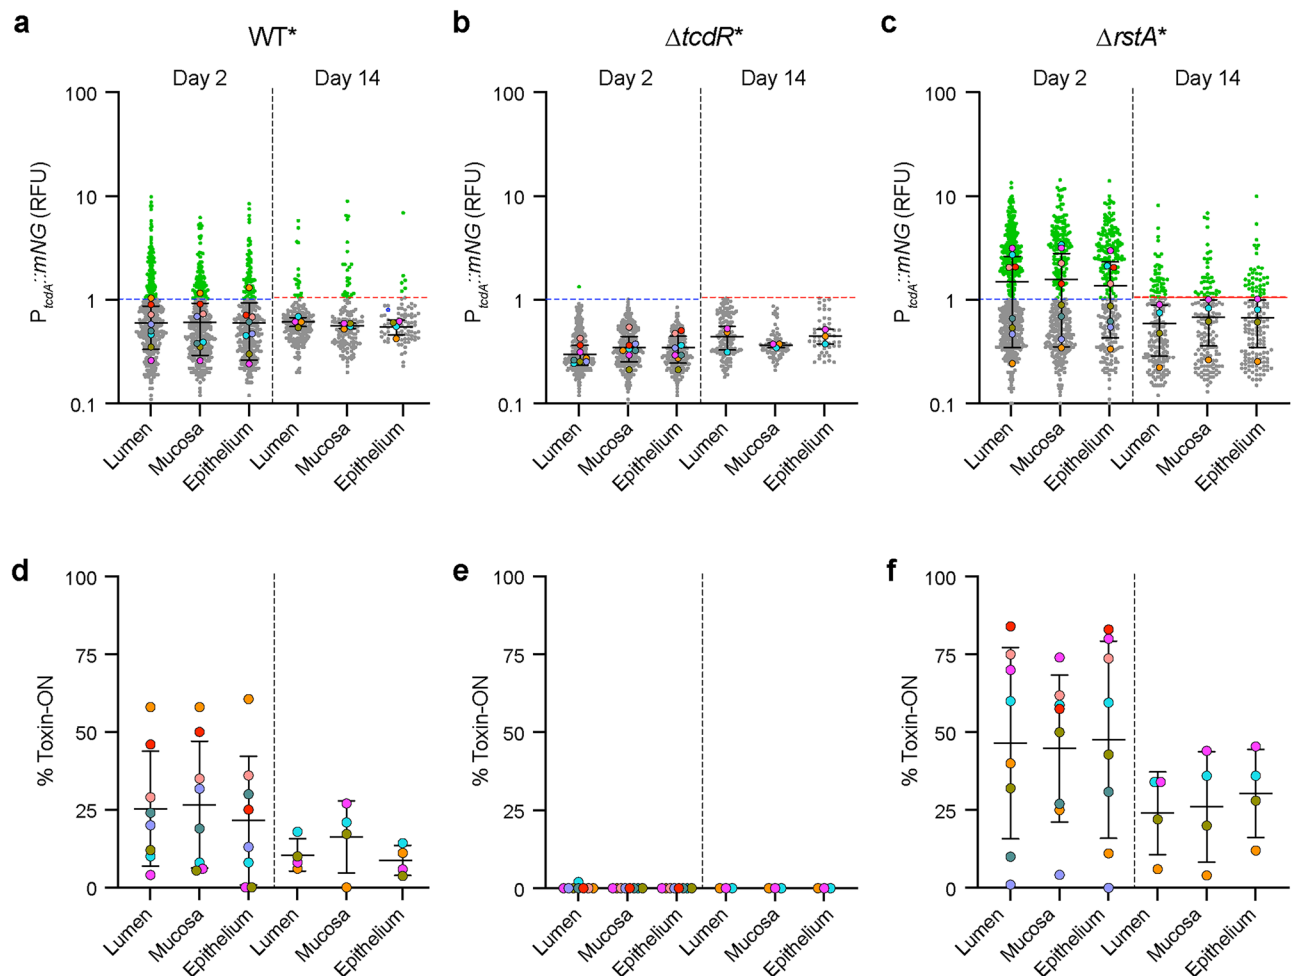 a
WT*
Day 2 Day 14
P_tcdA::mNG (RFU)
100
10
1
0.1
Lumen
Mucosa
Epithelium
Lumen
Mucosa
Epithelium
b
ΔtcdR*
Day 2 Day 14
P_tcdA::mNG (RFU)
100
10
1
0.1
Lumen
Mucosa
Epithelium
Lumen
Mucosa
Epithelium
c
ΔrstA*
Day 2 Day 14
P_tcdA::mNG (RFU)
100
10
1
0.1
Lumen
Mucosa
Epithelium
Lumen
Mucosa
Epithelium
d
% Toxin-ON
100
75
50
25
0
Lumen
Mucosa
Epithelium
Lumen
Mucosa
Epithelium
e
% Toxin-ON
100
75
50
25
0
Lumen
Mucosa
Epithelium
Lumen
Mucosa
Epithelium
f
% Toxin-ON
100
75
50
25
0
Lumen
Mucosa
Epithelium
Lumen
Mucosa
Epithelium